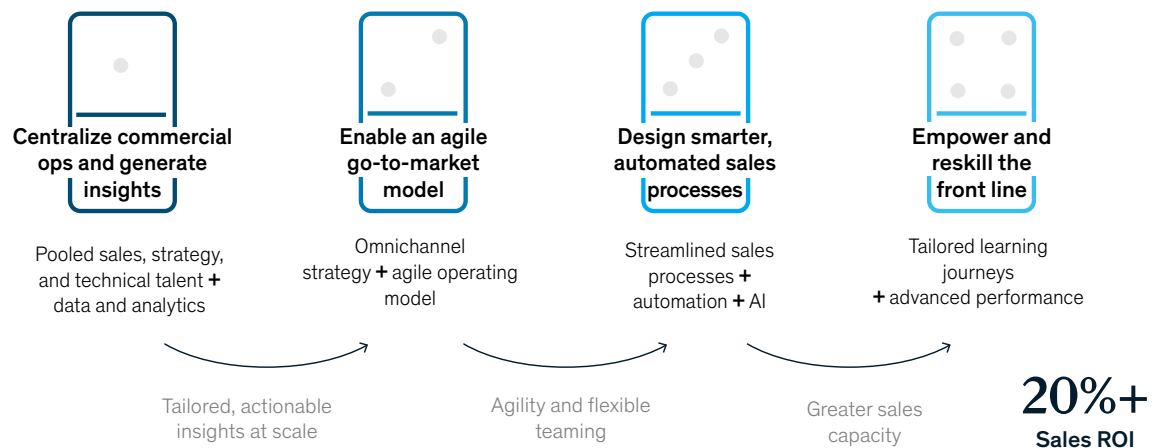 Centralize commercial
ops and generate
insights
Pooled sales, strategy,
and technical talent +
data and analytics
Enable an agile
go-to-market
model
Omnichannel
strategy + agile operating
model
Design smarter,
automated sales
processes
Streamlined sales
processes +
automation + AI
Empower and
reskill the
front line
Tailored learning
journeys
+ advanced performance
Tailored, actionable
insights at scale
Agility and flexible
teaming
Greater sales
capacity
20%+
Sales ROI